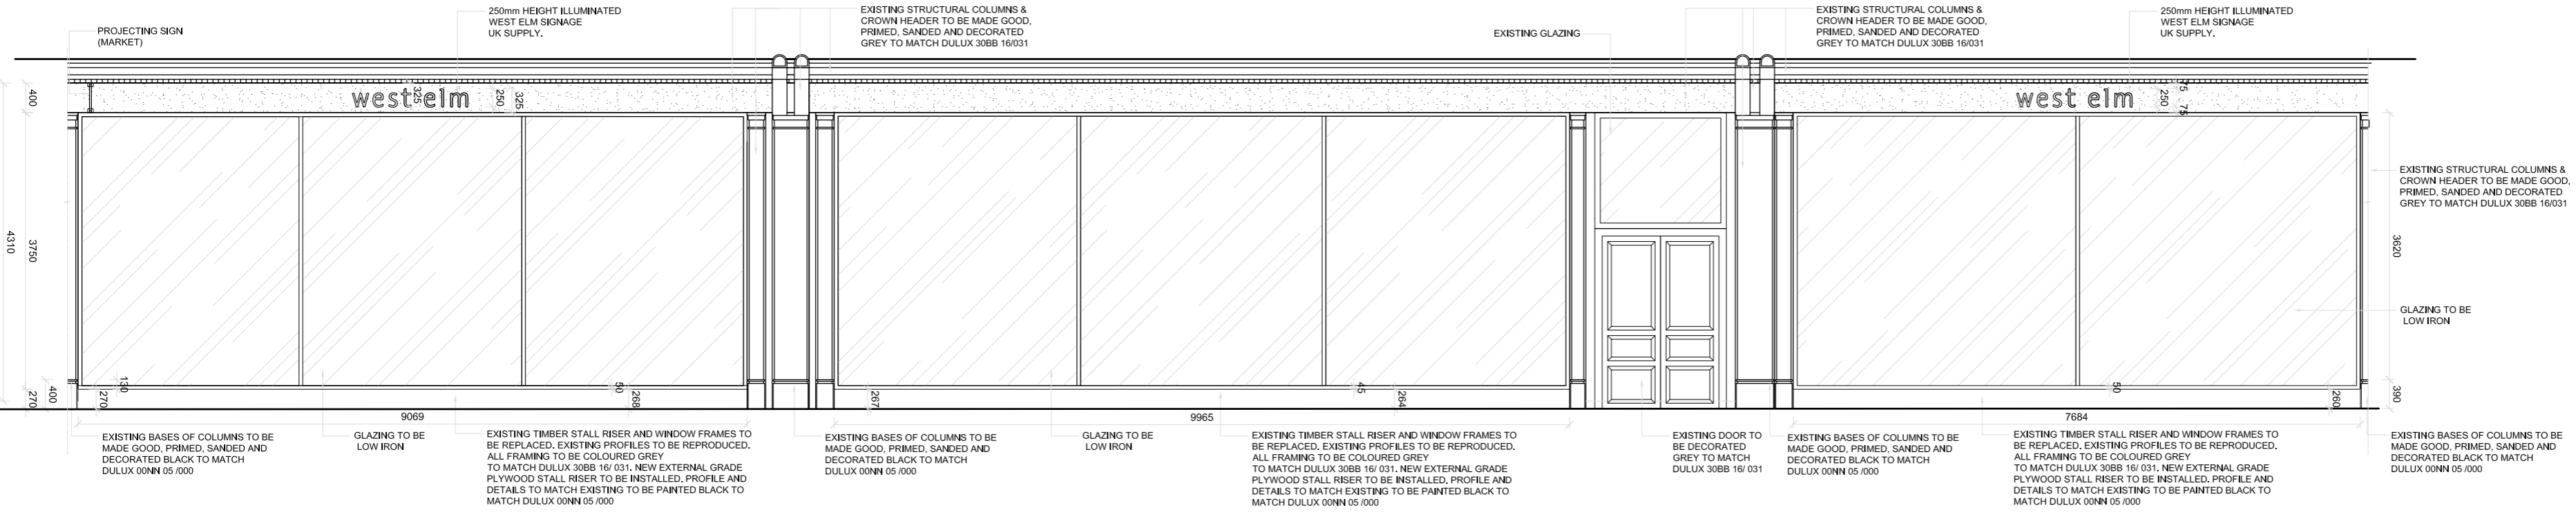 PROJECTING SIGN
(MARKET)
250mm HEIGHT ILLUMINATED
WEST ELM SIGNAGE
UK SUPPLY.
EXISTING STRUCTURAL COLUMNS &
CROWN HEADER TO BE MADE GOOD,
PRIMED, SANDED AND DECORATED
GREY TO MATCH DULUX 30BB 16/031
EXISTING GLAZING
EXISTING STRUCTURAL COLUMNS &
CROWN HEADER TO BE MADE GOOD,
PRIMED, SANDED AND DECORATED
GREY TO MATCH DULUX 30BB 16/031
250mm HEIGHT ILLUMINATED
WEST ELM SIGNAGE
UK SUPPLY.
400
west elm
325
250
325
west elm
75
250
75
4310
3750
EXISTING STRUCTURAL COLUMNS &
CROWN HEADER TO BE MADE GOOD,
PRIMED, SANDED AND DECORATED
GREY TO MATCH DULUX 30BB 16/031
3620
GLAZING TO BE
LOW IRON
270
400
270
130
50
268
267
45
264
50
260
390
9069
9965
7684
EXISTING BASES OF COLUMNS TO BE
MADE GOOD, PRIMED, SANDED AND
DECORATED BLACK TO MATCH
DULUX 00NN 05 /000
GLAZING TO BE
LOW IRON
EXISTING TIMBER STALL RISER AND WINDOW FRAMES TO
BE REPLACED. EXISTING PROFILES TO BE REPRODUCED.
ALL FRAMING TO BE COLOURED GREY
TO MATCH DULUX 30BB 16/ 031. NEW EXTERNAL GRADE
PLYWOOD STALL RISER TO BE INSTALLED. PROFILE AND
DETAILS TO MATCH EXISTING TO BE PAINTED BLACK TO
MATCH DULUX 00NN 05 /000
EXISTING BASES OF COLUMNS TO BE
MADE GOOD, PRIMED, SANDED AND
DECORATED BLACK TO MATCH
DULUX 00NN 05 /000
GLAZING TO BE
LOW IRON
EXISTING TIMBER STALL RISER AND WINDOW FRAMES TO
BE REPLACED. EXISTING PROFILES TO BE REPRODUCED.
ALL FRAMING TO BE COLOURED GREY
TO MATCH DULUX 30BB 16/ 031. NEW EXTERNAL GRADE
PLYWOOD STALL RISER TO BE INSTALLED. PROFILE AND
DETAILS TO MATCH EXISTING TO BE PAINTED BLACK TO
MATCH DULUX 00NN 05 /000
EXISTING DOOR TO
BE DECORATED
GREY TO MATCH
DULUX 30BB 16/ 031
EXISTING BASES OF COLUMNS TO BE
MADE GOOD, PRIMED, SANDED AND
DECORATED BLACK TO MATCH
DULUX 00NN 05 /000
EXISTING TIMBER STALL RISER AND WINDOW FRAMES TO
BE REPLACED. EXISTING PROFILES TO BE REPRODUCED.
ALL FRAMING TO BE COLOURED GREY
TO MATCH DULUX 30BB 16/ 031. NEW EXTERNAL GRADE
PLYWOOD STALL RISER TO BE INSTALLED. PROFILE AND
DETAILS TO MATCH EXISTING TO BE PAINTED BLACK TO
MATCH DULUX 00NN 05 /000
EXISTING BASES OF COLUMNS TO BE
MADE GOOD, PRIMED, SANDED AND
DECORATED BLACK TO MATCH
DULUX 00NN 05 /000